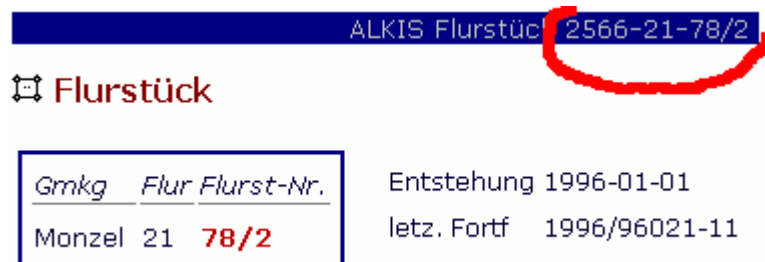 ALKIS Flurstück 2566-21-78/2
Flurstück
Gmkg Flur Flurst-Nr.
Monzel 21 78/2
Entstehung 1996-01-01
letz. Fortf 1996/96021-11